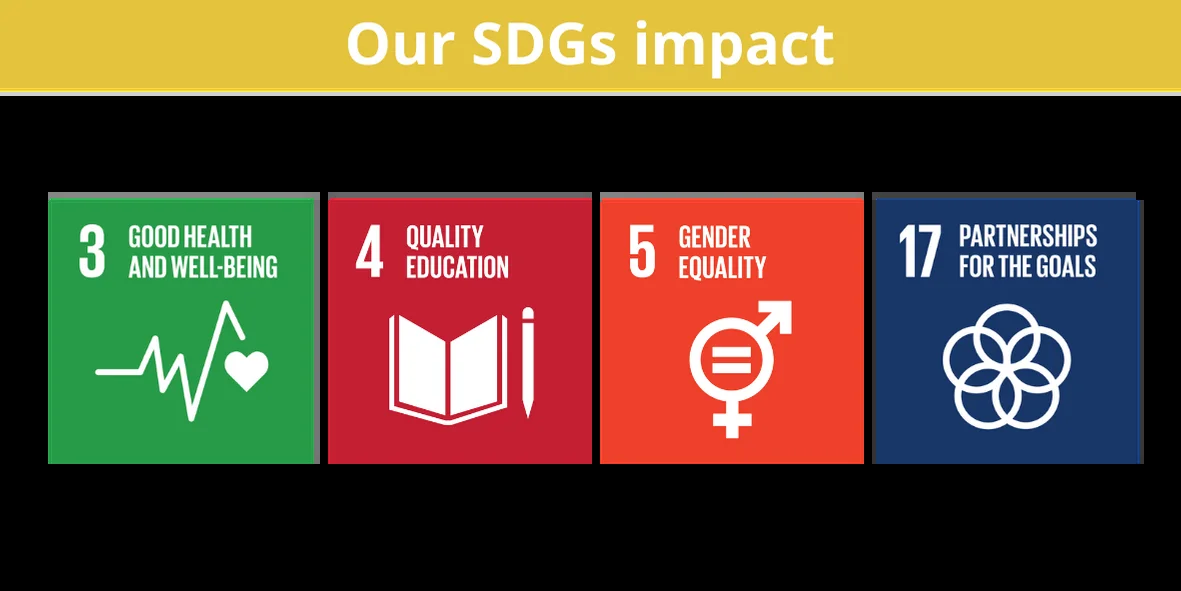 Our SDGs impact
3 GOOD HEALTH
AND WELL-BEING
4 QUALITY
EDUCATION
5 GENDER
EQUALITY
17 PARTNERSHIPS
FOR THE GOALS